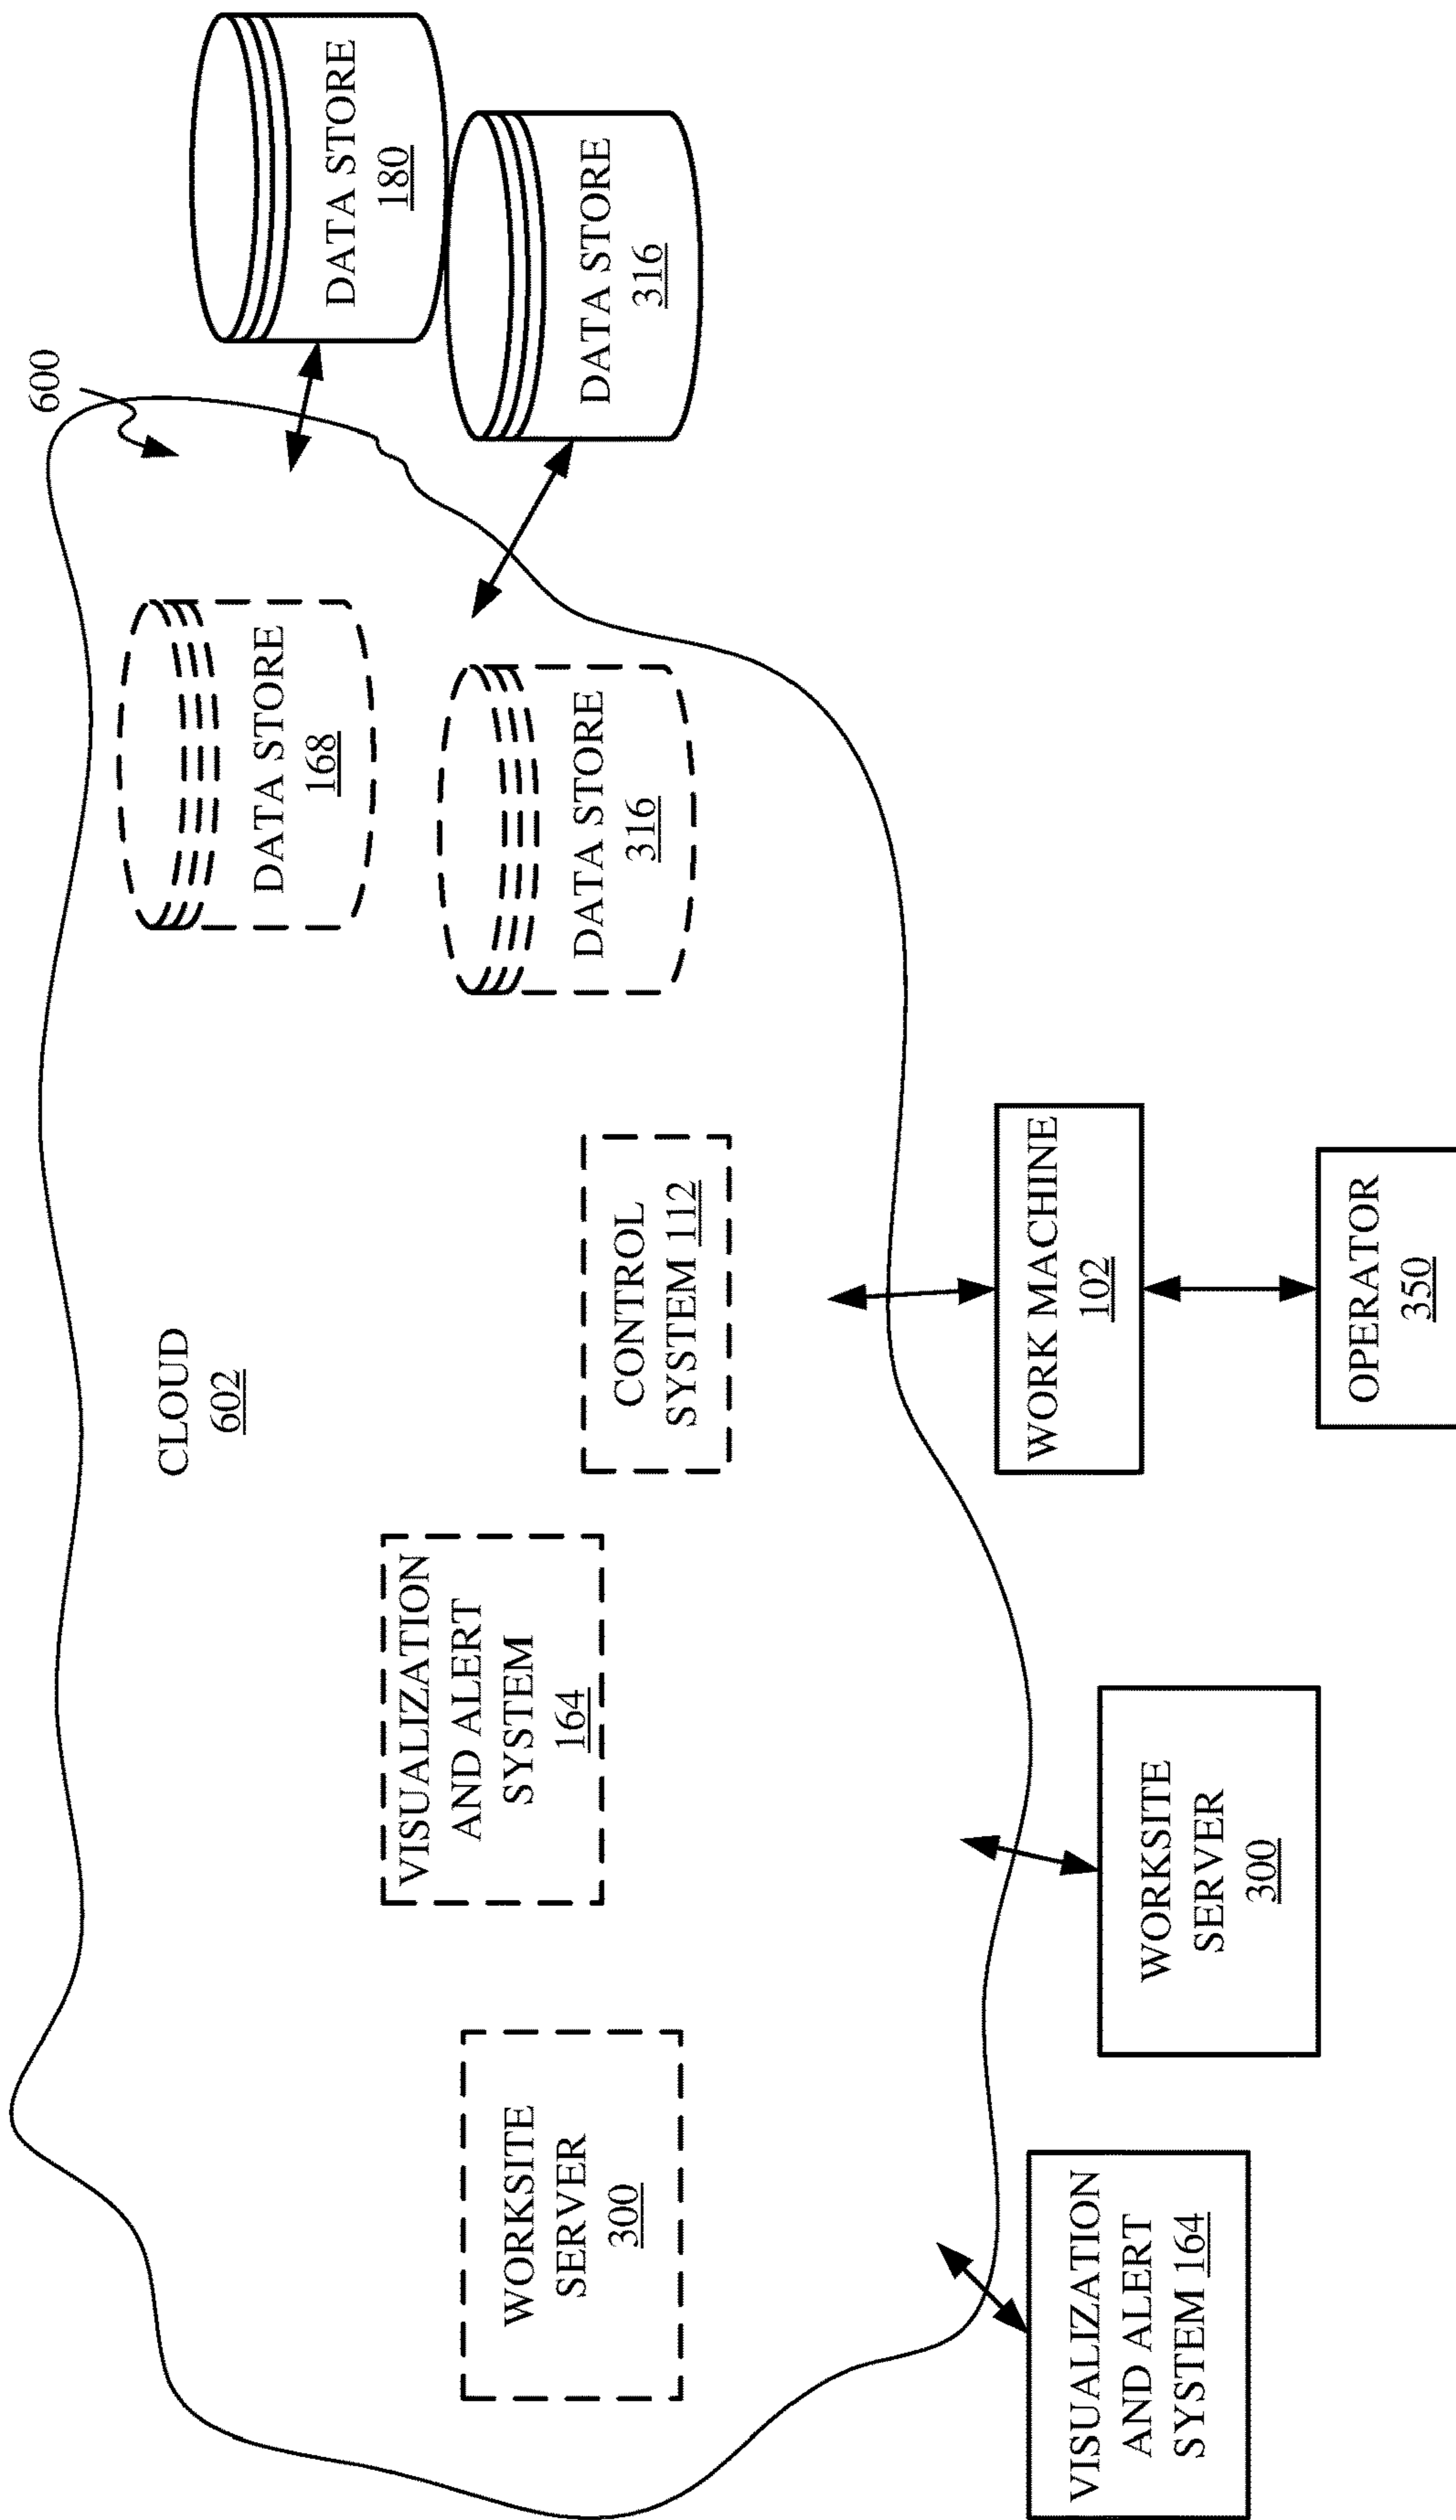 600
CLOUD
602
DATA STORE
168
DATA STORE
180
DATA STORE
316
DATA STORE
316
VISUALIZATION
AND ALERT
SYSTEM
164
WORKSITE
SERVER
300
CONTROL
SYSTEM 112
VISUALIZATION
AND ALERT
SYSTEM 164
WORKSITE
SERVER
300
WORK MACHINE
102
OPERATOR
350